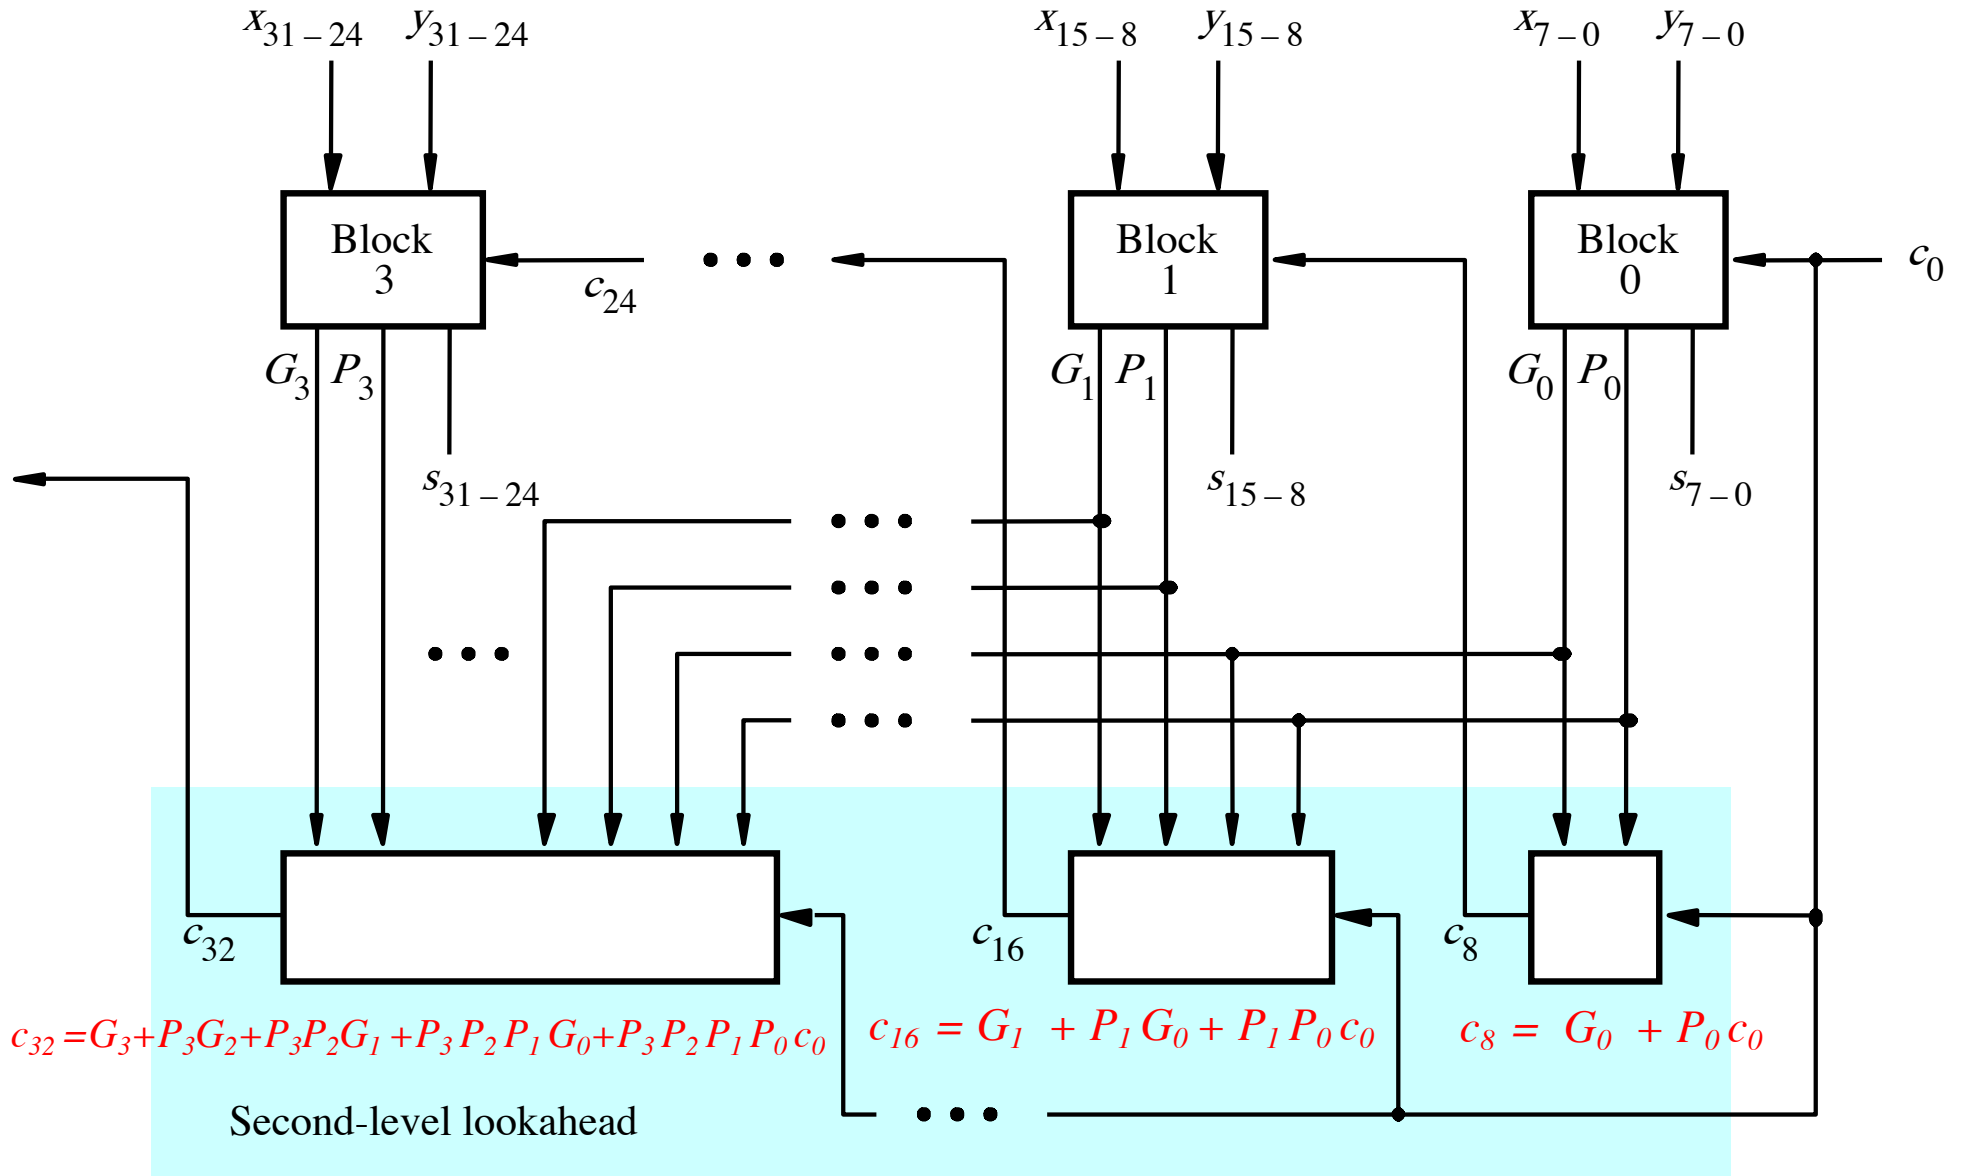 x31–24 y31–24 x15–8 y15–8 x7–0 y7–0
Block 3
c24
Block 1
Block 0
c0
G3 P3
G1 P1
G0 P0
s31–24
s15–8
s7–0
c32
c16
c8
c32=G3+P3G2+P3P2G1+P3P2P1G0+P3P2P1P0c0
c16 = G1 + P1G0+ P1P0c0
c8 = G0 + P0c0
Second-level lookahead